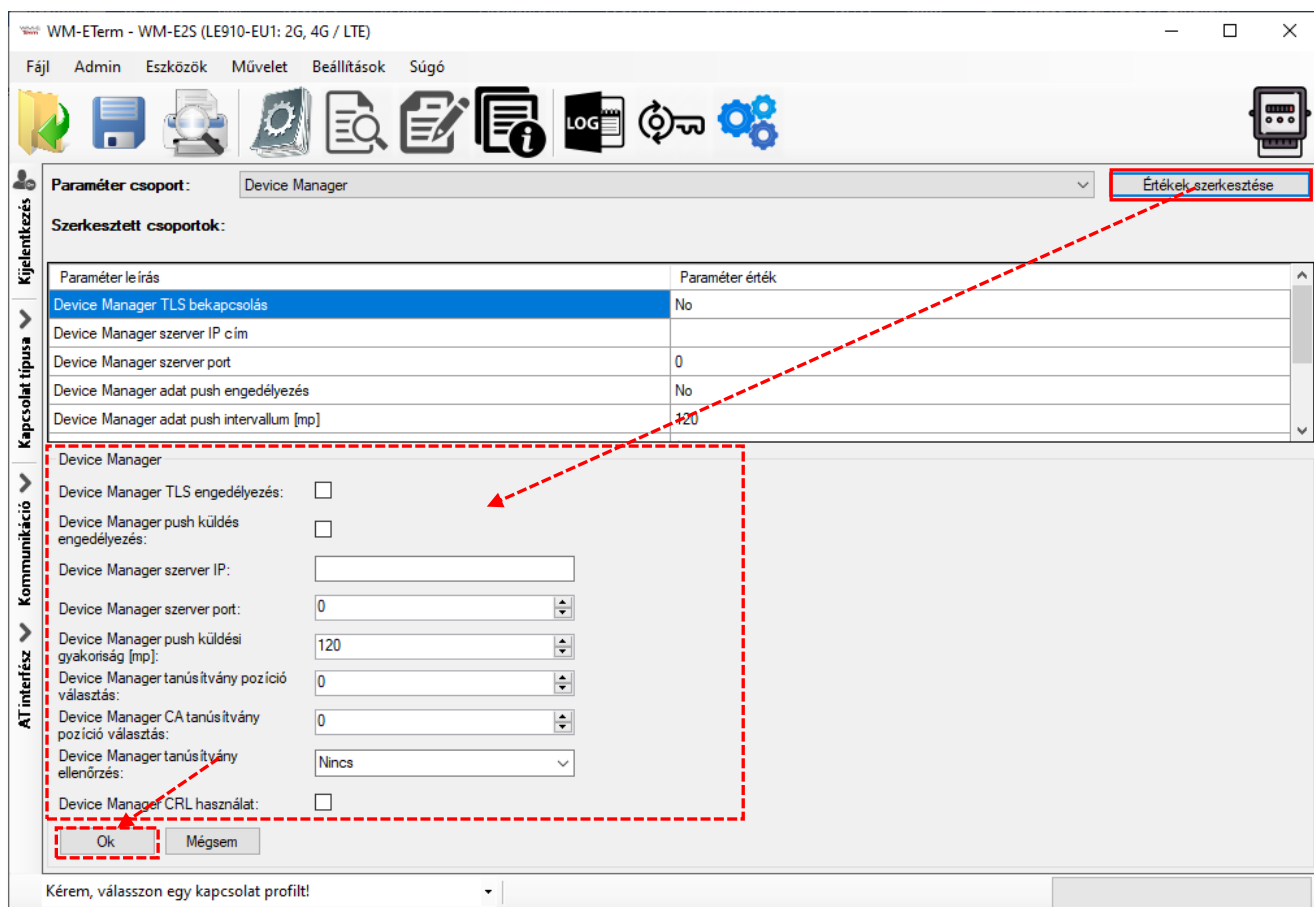 WM-ETerm - WM-E2S (LE910-EU1: 2G, 4G / LTE)
Fájl Admin Eszközök Művelet Beállítások Súgó
LOG
Kijelentkezés
Kapcsolat típusa
Kommunikáció
AT interfész
Paraméter csoport: Device Manager Értékek szerkesztése
Szerkesztett csoportok:
Paraméter leírás Paraméter érték
Device Manager TLS bekapcsolás No
Device Manager szerver IP cím
Device Manager szerver port 0
Device Manager adat push engedélyezés No
Device Manager adat push intervallum [mp] 120
Device Manager
Device Manager TLS engedélyezés:
Device Manager push küldés
engedélyezés:
Device Manager szerver IP:
Device Manager szerver port: 0
Device Manager push küldési
gyakoriság [mp]: 120
Device Manager tanúsítvány pozíció
választás: 0
Device Manager CA tanúsítvány
pozíció választás: 0
Device Manager tanúsítvány
ellenőrzés: Nincs
Device Manager CRL használat:
Ok Mégsem
Kérem, válasszon egy kapcsolat profilt!